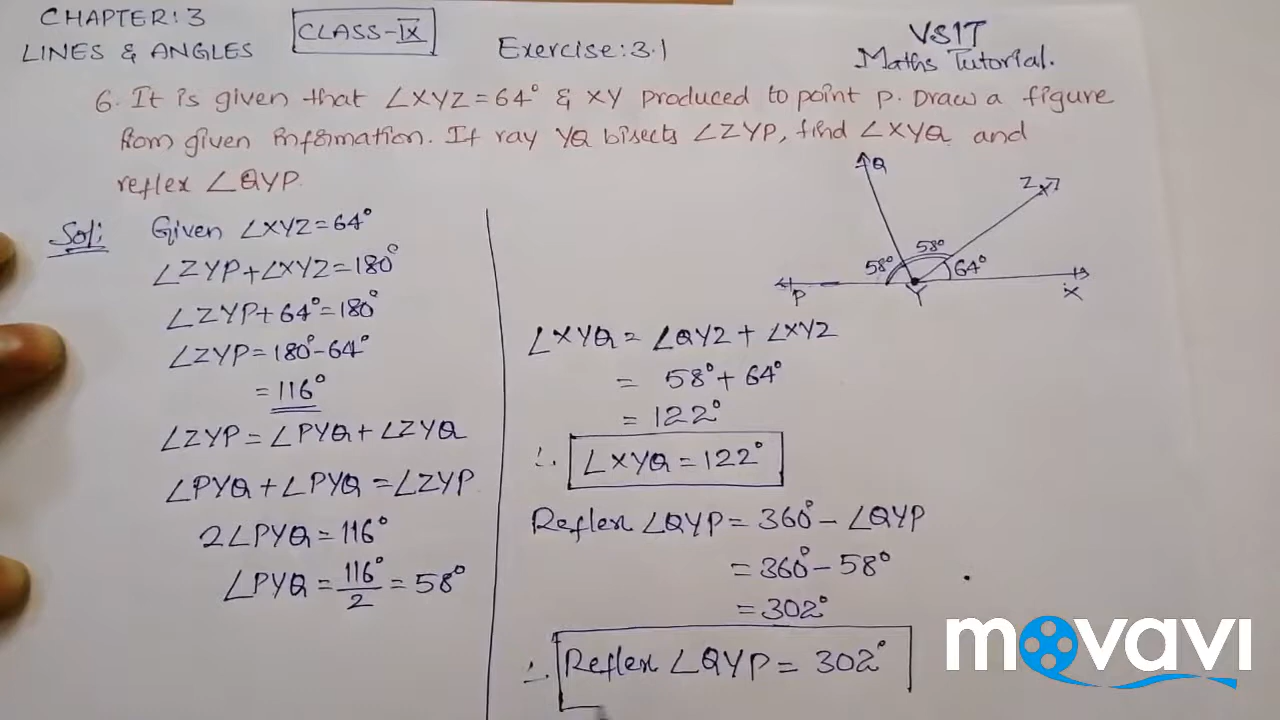 CHAPTER:3
LINES & ANGLES
CLASS-IX
Exercise:3.1
VSIT
Maths Tutorial.
6. It is given that ∠XYZ=64° & XY produced to point P. Draw a figure
from given information. If ray YQ bisects ∠ZYP, find ∠XYQ and
reflex ∠QYP.
Sol:
Given ∠XYZ=64°
∠ZYP+∠XYZ=180°
∠ZYP+64°=180°
∠ZYP=180°-64°
=116°
∠ZYP=∠PYQ+∠ZYQ
∠PYQ+∠PYQ=∠ZYP
2∠PYQ=116°
∠PYQ=116°/2=58°
Q
Z
58°
58°
64°
P
Y
X
∠XYQ=∠QYZ+∠XYZ
= 58°+64°
=122°
∴ ∠XYQ=122°
Reflex ∠QYP=360°-∠QYP
=360°-58°
=302°
∴ Reflex ∠QYP=302°
movavi